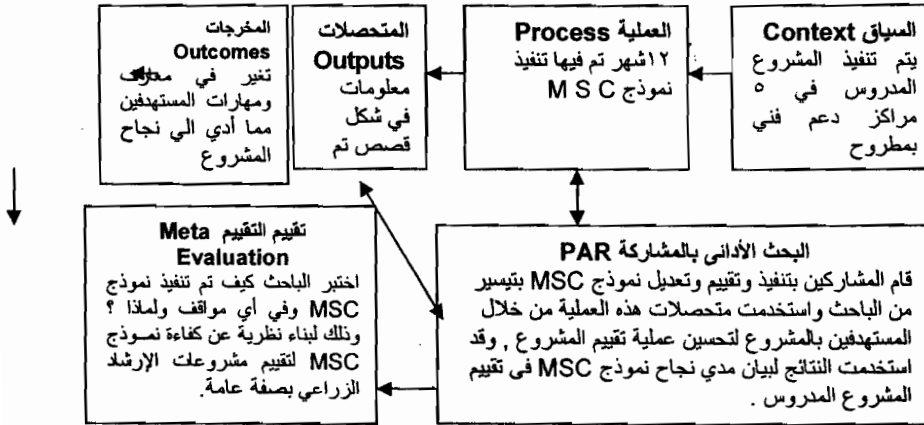 السياق Context
يتم تنفيذ المشروع
المدروس في ٥
مراكز دعم فني
بمطروح
العملية Process
١٢شهر تم فيها تنفيذ
نموذج M S C
المتحصلات
Outputs
معلومات
في شكل
قصص تم
المخرجات
Outcomes
تغير في معارف
ومهارات المستهدفين
مما أدي الي نجاح
المشروع
البحث الأدائى بالمشاركة PAR
قام المشاركين بتنفيذ وتقييم وتعديل نموذج MSC بتيسير
من الباحث واستخدمت متحصلات هذه العملية من خلال
المستهدفين بالمشروع لتحسين عملية تقييم المشروع , وقد
استخدمت النتائج لبيان مدي نجاح نموذج MSC فى تقييم
المشروع المدروس .
تقييم التقييم Meta
Evaluation
اختبر الباحث كيف تم تنفيذ نموذج
MSC وفي أي مواقف ولماذا ؟
وذلك لبناء نظرية عن كفاءة نموذج
MSC لتقييم مشروعات الإرشاد
الزراعي بصفة عامة.